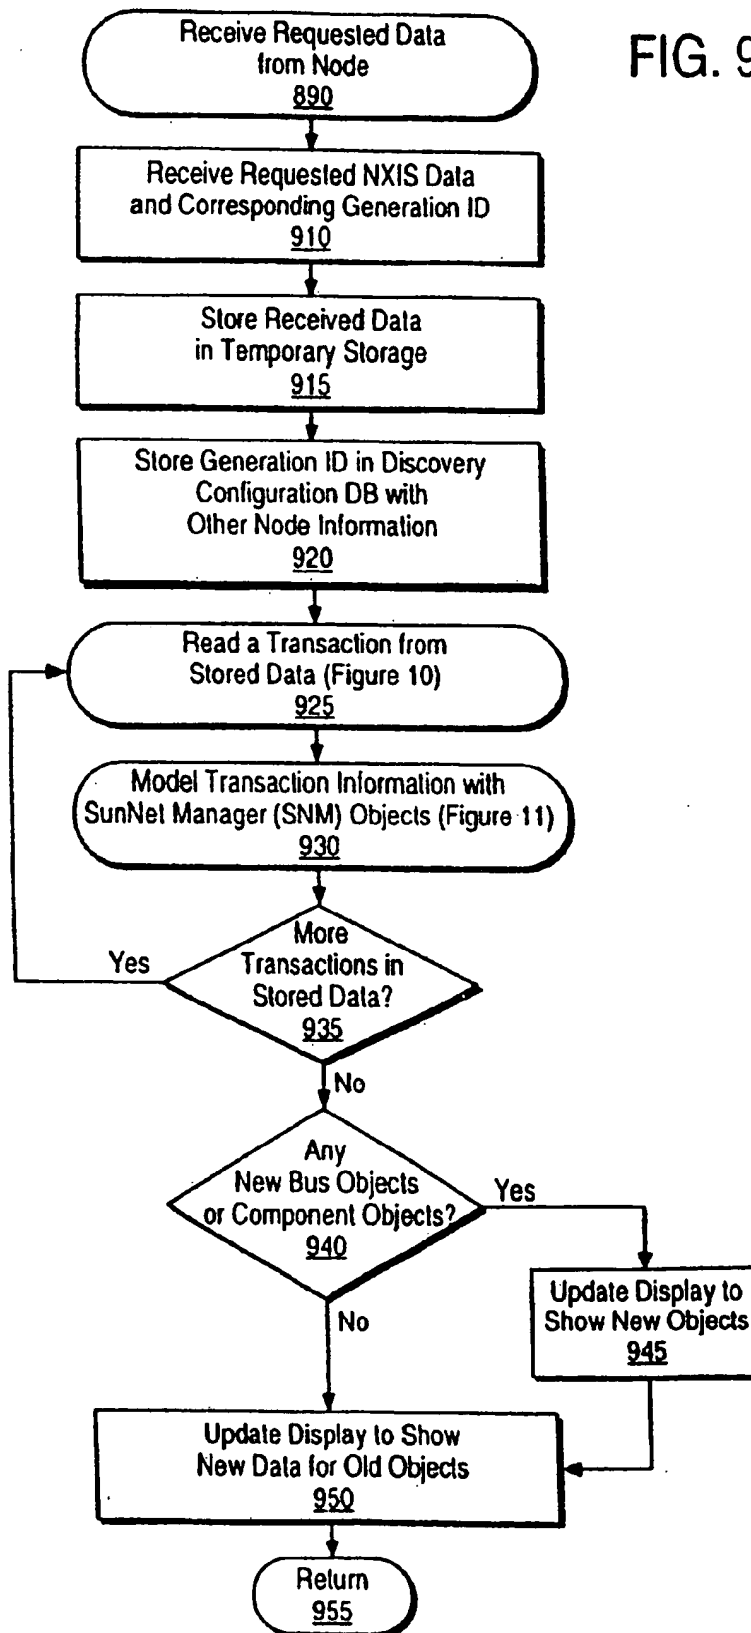 Receive Requested Data
from Node
890
FIG. 9
Receive Requested NXIS Data
and Corresponding Generation ID
910
Store Received Data
in Temporary Storage
915
Store Generation ID in Discovery
Configuration DB with
Other Node Information
920
Read a Transaction from
Stored Data (Figure 10)
925
Model Transaction Information with
SunNet Manager (SNM) Objects (Figure 11)
930
More
Transactions in
Stored Data?
935
Yes
No
Any
New Bus Objects
or Component Objects?
940
Yes
No
Update Display to
Show New Objects
945
Update Display to Show
New Data for Old Objects
950
Return
955